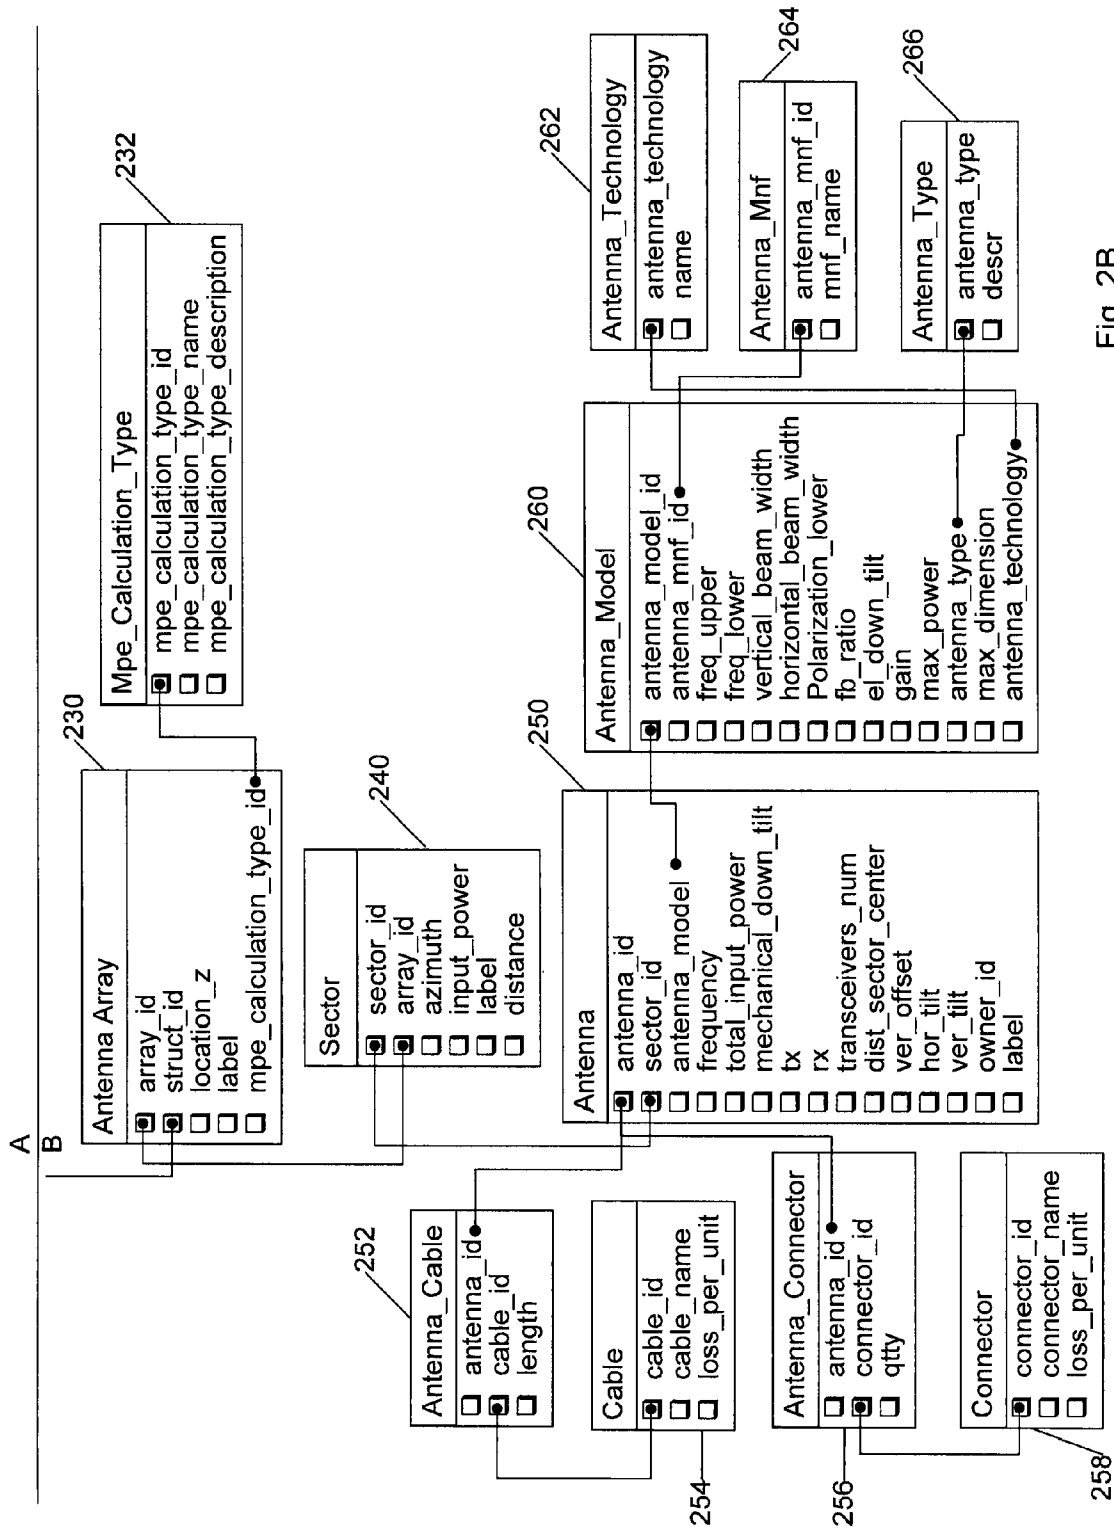 A
B
230
Antenna Array
array_id
struct_id
location_z
label
mpe_calculation_type_id
232
Mpe_Calculation_Type
mpe_calculation_type_id
mpe_calculation_type_name
mpe_calculation_type_description
240
Sector
sector_id
array_id
azimuth
input_power
label
distance
252
Antenna_Cable
antenna_id
cable_id
length
254
Cable
cable_id
cable_name
loss_per_unit
256
Antenna_Connector
antenna_id
connector_id
qtty
258
Connector
connector_id
connector_name
loss_per_unit
250
Antenna
antenna_id
sector_id
antenna_model
frequency
total_input_power
mechanical_down_tilt
tx
rx
transceivers_num
dist_sector_center
ver_offset
hor_tilt
ver_tilt
owner_id
label
260
Antenna_Model
antenna_model_id
antenna_mnf_id
freq_upper
freq_lower
vertical_beam_width
horizontal_beam_width
Polarization_lower
fb_ratio
el_down_tilt
gain
max_power
antenna_type
max_dimension
antenna_technology
262
Antenna_Technology
antenna_technology
name
264
Antenna_Mnf
antenna_mnf_id
mnf_name
266
Antenna_Type
antenna_type
descr
Fig. 2B